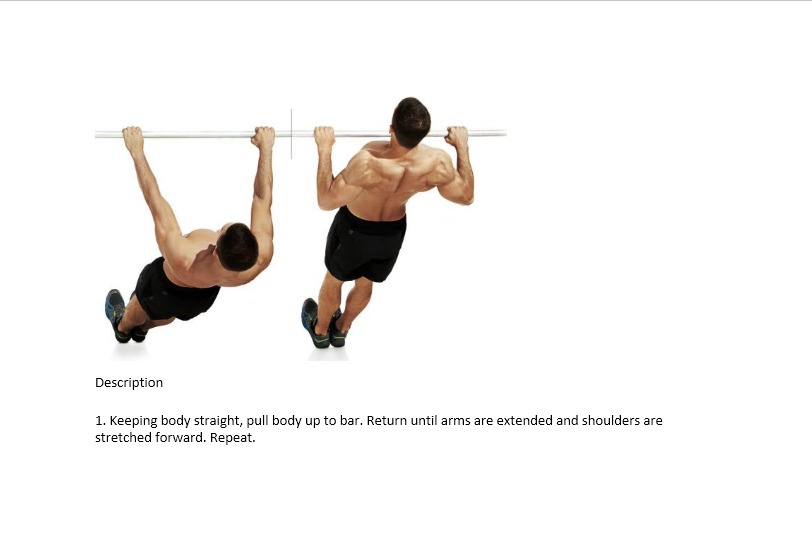 Description
1. Keeping body straight, pull body up to bar. Return until arms are extended and shoulders are
stretched forward. Repeat.